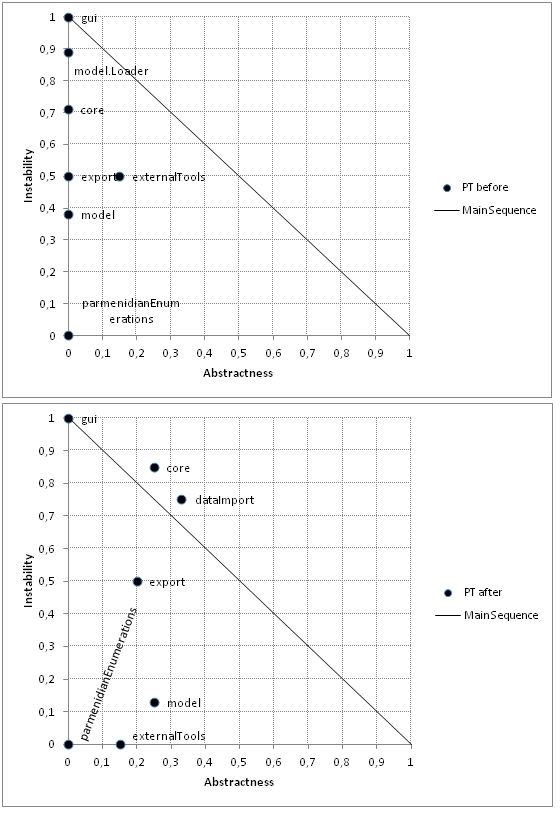 1
gui
0,9
model.Loader
0,8
0,7
core
0,6
0,5
export
externalTools
0,4
model
0,3
0,2
0,1
parmenidianEnum
erations
0
0 0,1 0,2 0,3 0,4 0,5 0,6 0,7 0,8 0,9 1
Abstractness
Instability
PT before
MainSequence
1
gui
0,9
core
0,8
dataImport
0,7
0,6
0,5
export
0,4
0,3
parmenidianEnumerations
0,2
model
0,1
externalTools
0
0 0,1 0,2 0,3 0,4 0,5 0,6 0,7 0,8 0,9 1
Abstractness
Instability
PT after
MainSequence